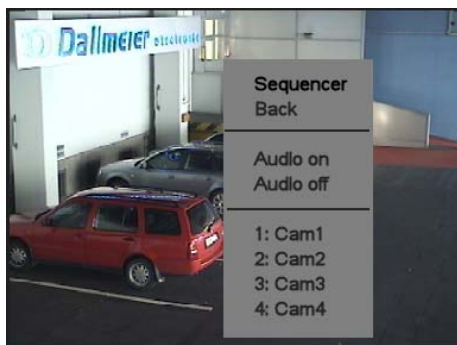 Dallmeier electronic
Sequencer
Back
Audio on
Audio off
1: Cam1
2: Cam2
3: Cam3
4: Cam4